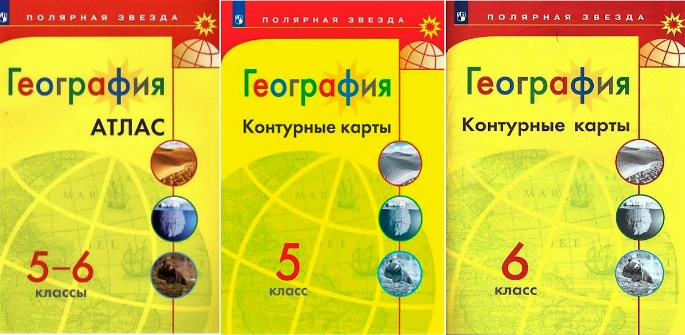 ПОЛЯРНАЯ ЗВЕЗДА
География
АТЛАС
5–6
классы
ПОЛЯРНАЯ ЗВЕЗДА
География
Контурные карты
5
класс
ПОЛЯРНАЯ ЗВЕЗДА
География
Контурные карты
6
класс